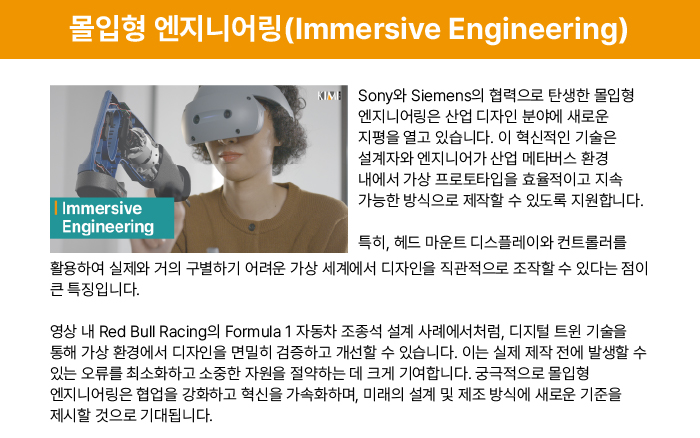 몰입형 엔지니어링(Immersive Engineering)
KIVE
Immersive
Engineering
Sony와 Siemens의 협력으로 탄생한 몰입형
엔지니어링은 산업 디자인 분야에 새로운
지평을 열고 있습니다. 이 혁신적인 기술은
설계자와 엔지니어가 산업 메타버스 환경
내에서 가상 프로토타입을 효율적이고 지속
가능한 방식으로 제작할 수 있도록 지원합니다.
특히, 헤드 마운트 디스플레이와 컨트롤러를
활용하여 실제와 거의 구별하기 어려운 가상 세계에서 디자인을 직관적으로 조작할 수 있다는 점이
큰 특징입니다.
영상 내 Red Bull Racing의 Formula 1 자동차 조종석 설계 사례에서처럼, 디지털 트윈 기술을
통해 가상 환경에서 디자인을 면밀히 검증하고 개선할 수 있습니다. 이는 실제 제작 전에 발생할 수
있는 오류를 최소화하고 소중한 자원을 절약하는 데 크게 기여합니다. 궁극적으로 몰입형
엔지니어링은 협업을 강화하고 혁신을 가속화하며, 미래의 설계 및 제조 방식에 새로운 기준을
제시할 것으로 기대됩니다.